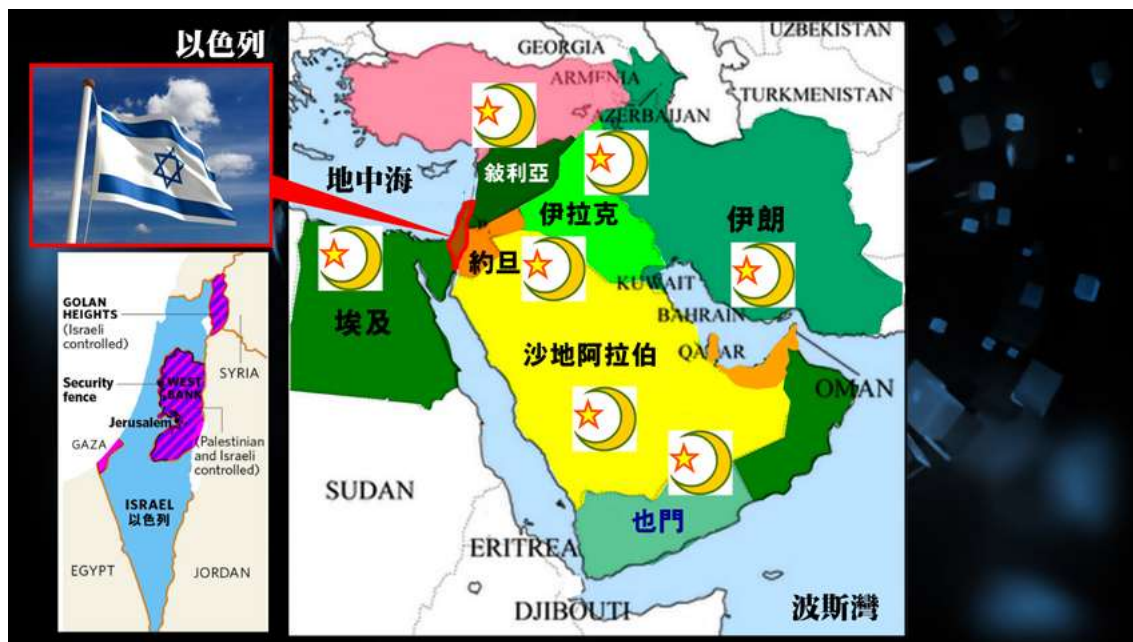 以色列
GOLAN
HEIGHTS
(Israeli
controlled)
SYRIA
Security
fence
WEST
BANK
Jerusalem
GAZA
(Palestinian
and Israeli
controlled)
ISRAEL
以色列
EGYPT
JORDAN
GEORGIA
UZBEKISTAN
ARMENIA
TURKMENISTAN
AZERBAIJAN
地中海
敍利亞
伊拉克
伊朗
約旦
KUWAIT
埃及
BAHRAIN
沙地阿拉伯
QATAR
OMAN
SUDAN
也門
ERITREA
DJIBOUTI
波斯灣